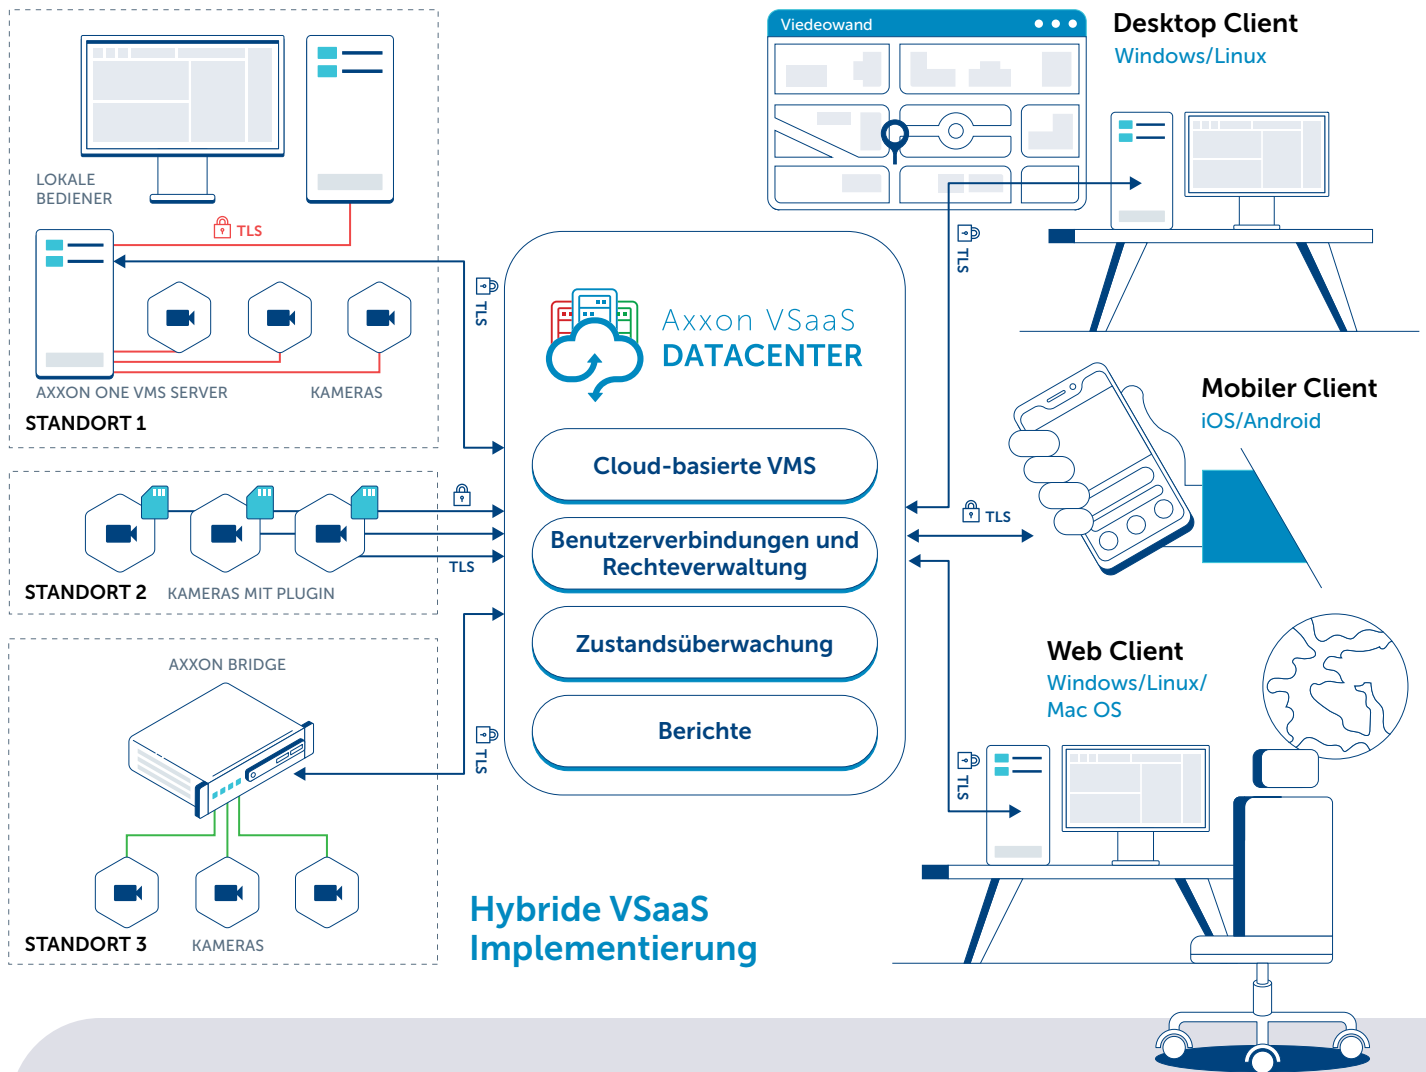 LOKALE
BEDIENER
TLS
AXXON ONE VMS SERVER
KAMERAS
STANDORT 1
TLS
STANDORT 2
KAMERAS MIT PLUGIN
TLS
AXXON BRIDGE
STANDORT 3
KAMERAS
TLS
Axxon VSaaS
DATACENTER
Cloud-basierte VMS
Benutzerverbindungen und
Rechteverwaltung
Zustandsüberwachung
Berichte
Hybride VSaaS
Implementierung
Viedeowand
Desktop Client
Windows/Linux
TLS
Mobiler Client
iOS/Android
TLS
Web Client
Windows/Linux/
Mac OS
TLS